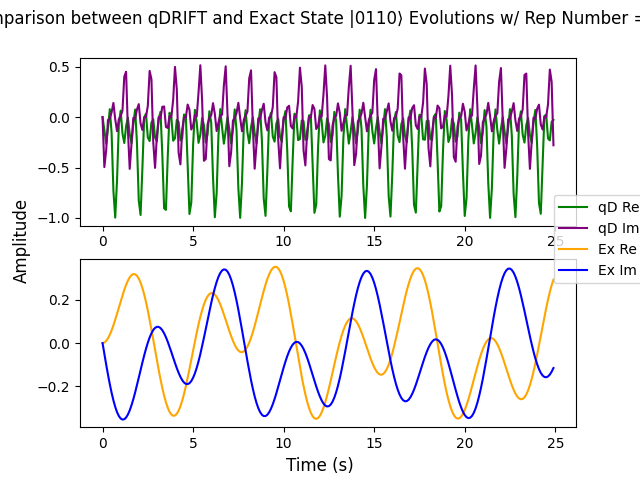 parison between qDRIFT and Exact State |0110⟩ Evolutions w/ Rep Number =
0.5
0.0
−0.5
−1.0
0 5 10 15 20 25
qD Re
qD Im
Ex Re
Ex Im
Amplitude
0.2
0.0
−0.2
0 5 10 15 20 25
Time (s)